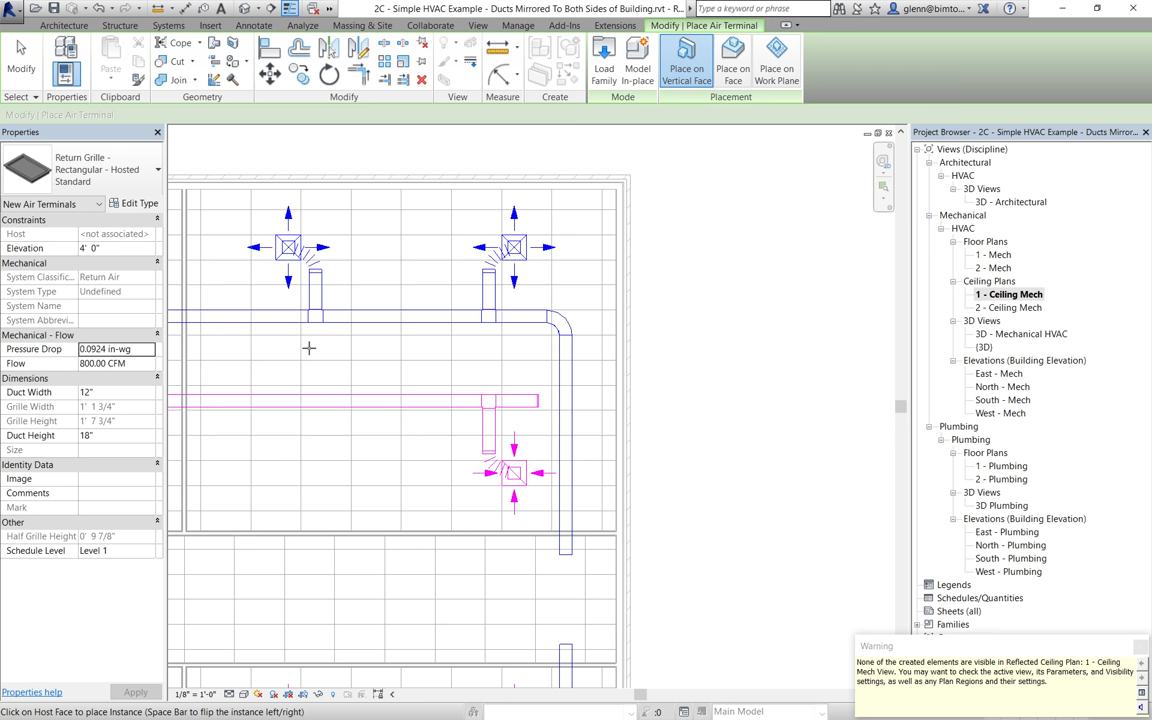 2C - Simple HVAC Example - Ducts Mirrored To Both Sides of Building.rvt - R...
Type a keyword or phrase
glenn@bimto...
Architecture Structure Systems Insert Annotate Analyze Massing & Site Collaborate View Manage Add-Ins Extensions Modify | Place Air Terminal
Modify
Paste
Cope
Cut
Join
Load Family
Model In-place
Place on Vertical Face
Place on Face
Place on Work Plane
Select Properties Clipboard Geometry Modify View Measure Create Mode Placement
Modify | Place Air Terminal
Properties
Return Grille - Rectangular - Hosted
Standard
New Air Terminals
Edit Type
Constraints
Host <not associated>
Elevation 4' 0"
Mechanical
System Classific... Return Air
System Type Undefined
System Name
System Abbrevi...
Mechanical - Flow
Pressure Drop 0.0924 in-wg
Flow 800.00 CFM
Dimensions
Duct Width 12"
Grille Width 1' 1 3/4"
Grille Height 1' 7 3/4"
Duct Height 18"
Size
Identity Data
Image
Comments
Mark
Other
Half Grille Height 0' 9 7/8"
Schedule Level Level 1
Properties help
Apply
Project Browser - 2C - Simple HVAC Example - Ducts Mirror...
Views (Discipline)
Architectural
HVAC
3D Views
3D - Architectural
Mechanical
HVAC
Floor Plans
1 - Mech
2 - Mech
Ceiling Plans
1 - Ceiling Mech
2 - Ceiling Mech
3D Views
3D - Mechanical HVAC
{3D}
Elevations (Building Elevation)
East - Mech
North - Mech
South - Mech
West - Mech
Plumbing
Plumbing
Floor Plans
1 - Plumbing
2 - Plumbing
3D Views
3D Plumbing
Elevations (Building Elevation)
East - Plumbing
North - Plumbing
South - Plumbing
West - Plumbing
Legends
Schedules/Quantities
Sheets (all)
Families
Warning
None of the created elements are visible in Reflected Ceiling Plan: 1 - Ceiling
Mech View. You may want to check the active view, its Parameters, and Visibility
settings, as well as any Plan Regions and their settings.
1/8" = 1'-0"
Click on Host Face to place Instance (Space Bar to flip the instance left/right)
:0
Main Model